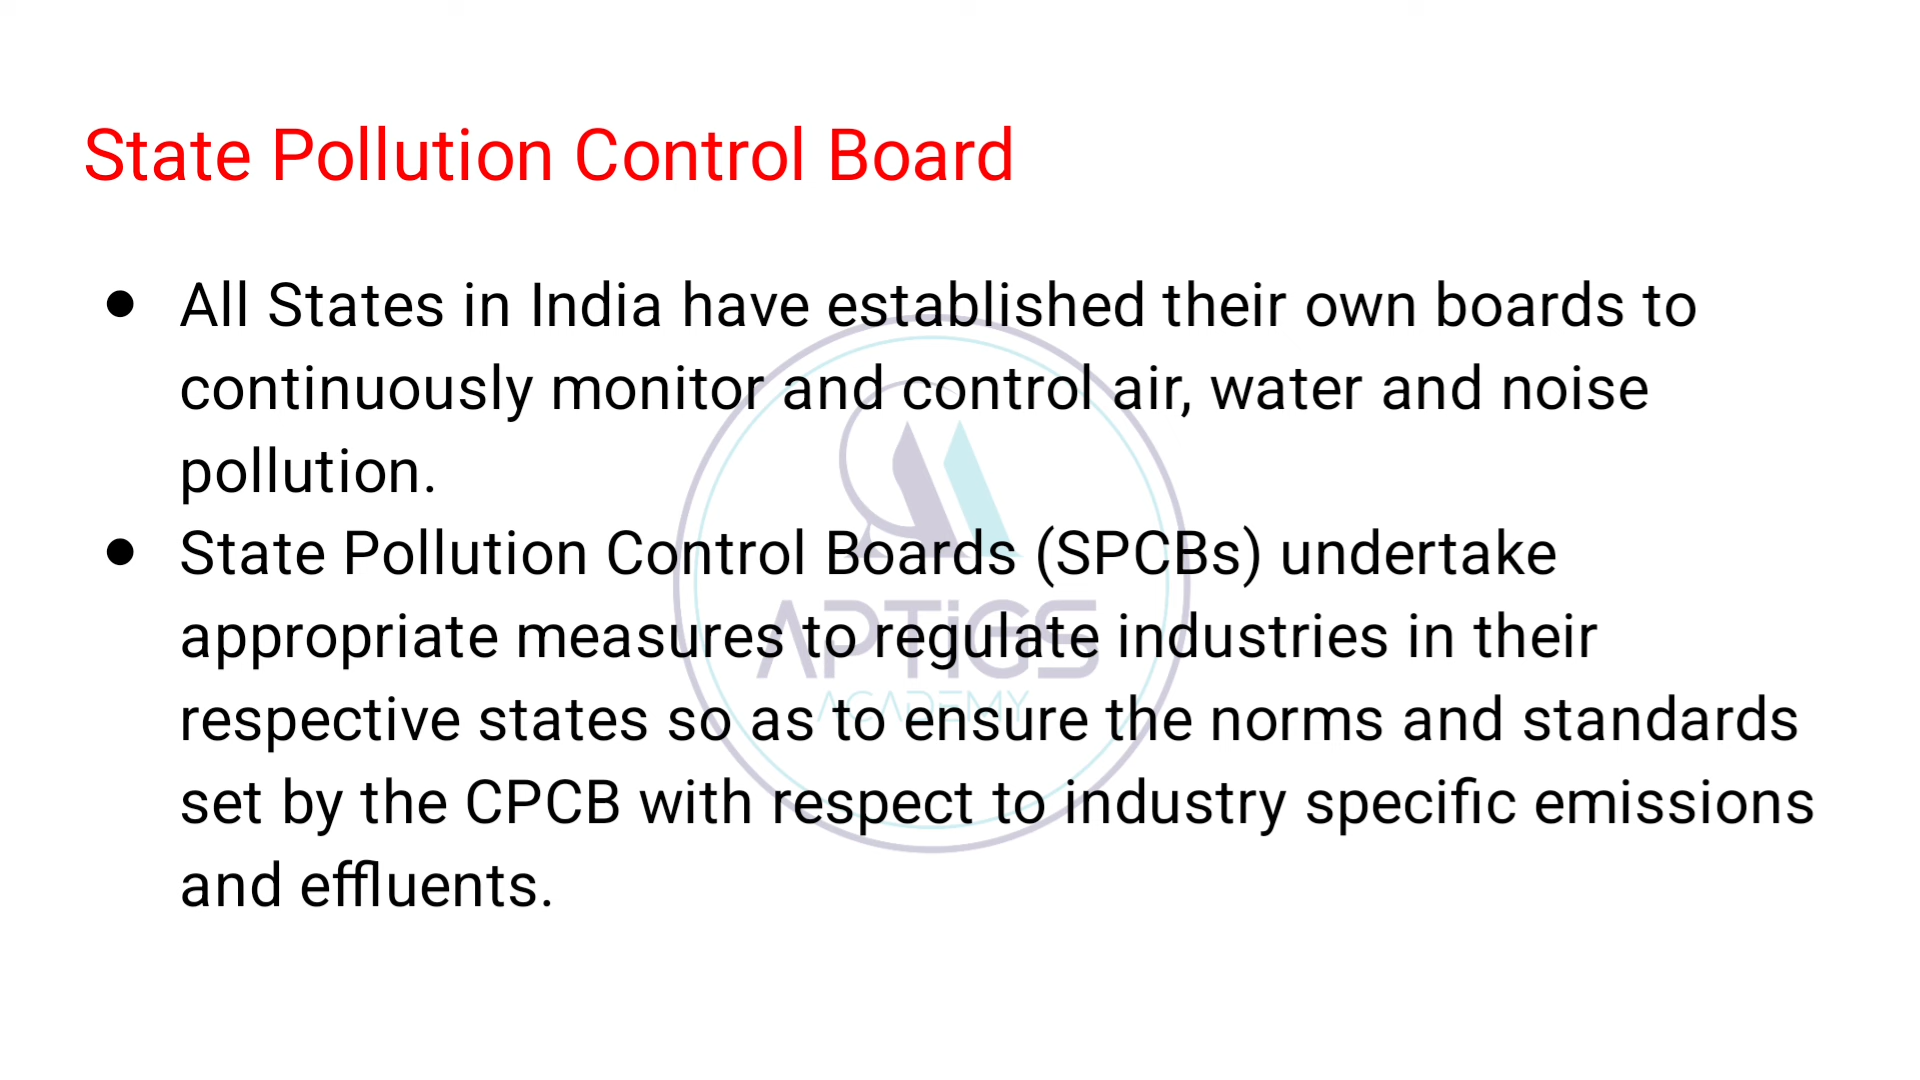 State Pollution Control Board
● All States in India have established their own boards to
continuously monitor and control air, water and noise
pollution.
● State Pollution Control Boards (SPCBs) undertake
appropriate measures to regulate industries in their
respective states so as to ensure the norms and standards
set by the CPCB with respect to industry specific emissions
and effluents.
APTiGS
ACADEMY